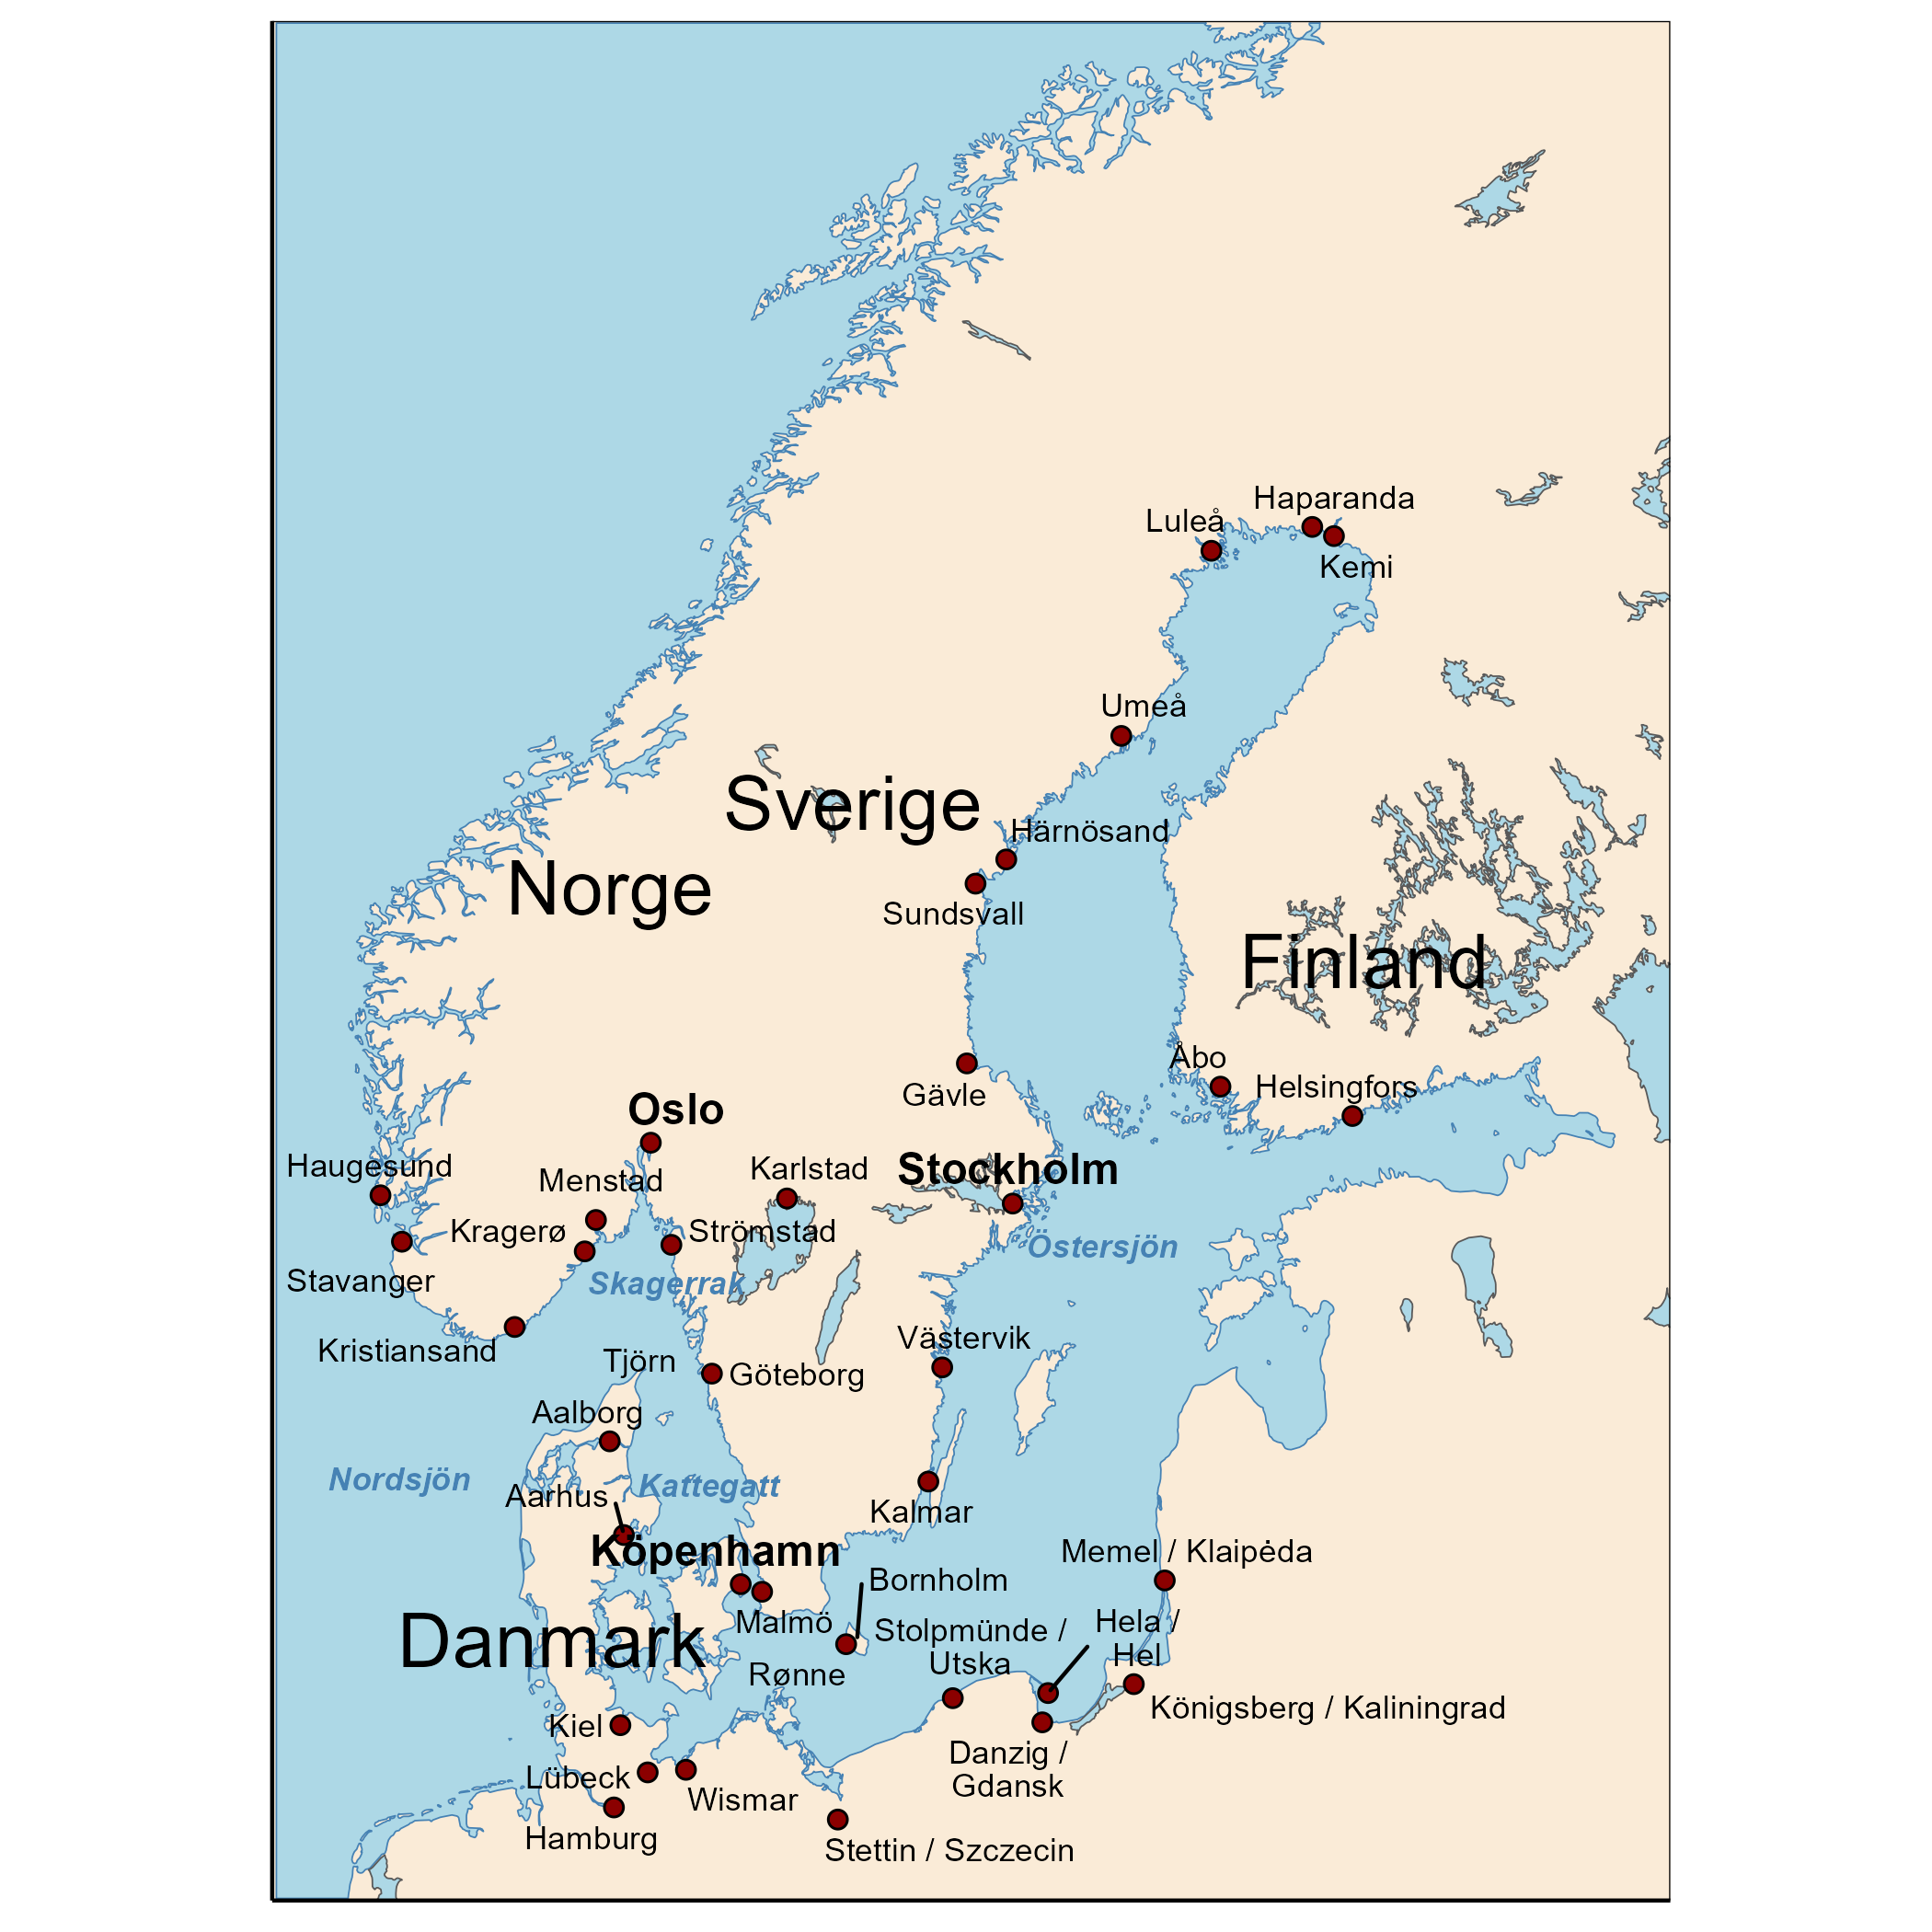 Haparanda
Luleå
Kemi
Umeå
Sverige
Härnösand
Norge
Sundsvall
Finland
Åbo
Helsingfors
Gävle
Oslo
Haugesund
Menstad
Karlstad
Stockholm
Kragerø
Strömstad
Östersjön
Stavanger
Skagerrak
Kristiansand
Västervik
Tjörn
Göteborg
Aalborg
Nordsjön
Kattegatt
Aarhus
Kalmar
Köpenhamn
Memel / Klaipėda
Bornholm
Malmö
Danmark
Stolpmünde /
Utska
Hela /
Hel
Rønne
Königsberg / Kaliningrad
Kiel
Danzig /
Gdansk
Lübeck
Wismar
Hamburg
Stettin / Szczecin